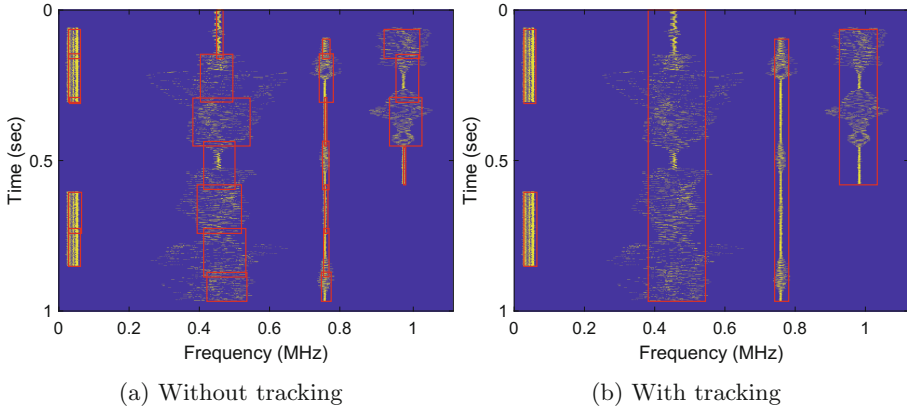 0
0.5
1
Time (sec)
0 0.2 0.4 0.6 0.8 1
Frequency (MHz)
(a) Without tracking
0
0.5
1
Time (sec)
0 0.2 0.4 0.6 0.8 1
Frequency (MHz)
(b) With tracking